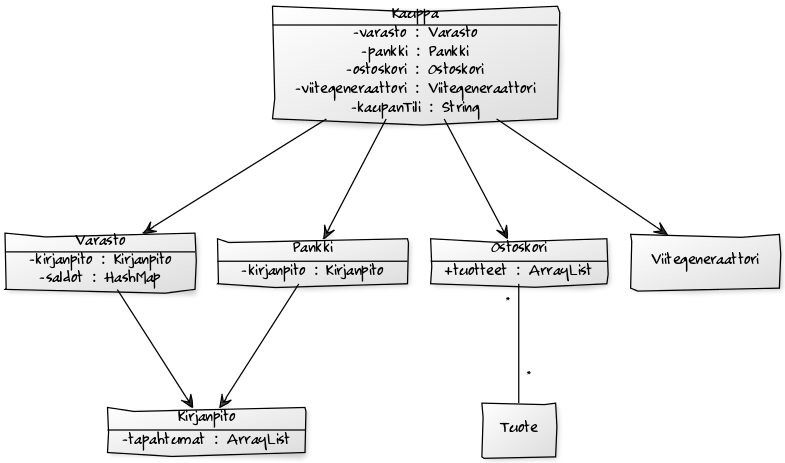 Kauppa
-varasto : Varasto
-pankki : Pankki
-ostoskori : Ostoskori
-viitegeneraattori : Viitegeneraattori
-kaupanTili : String
Varasto
-kirjanpito : Kirjanpito
-saldot : HashMap
Pankki
-kirjanpito : Kirjanpito
Ostoskori
+tuotteet : ArrayList
Viitegeneraattori
*
*
Kirjanpito
-tapahtumat : ArrayList
Tuote